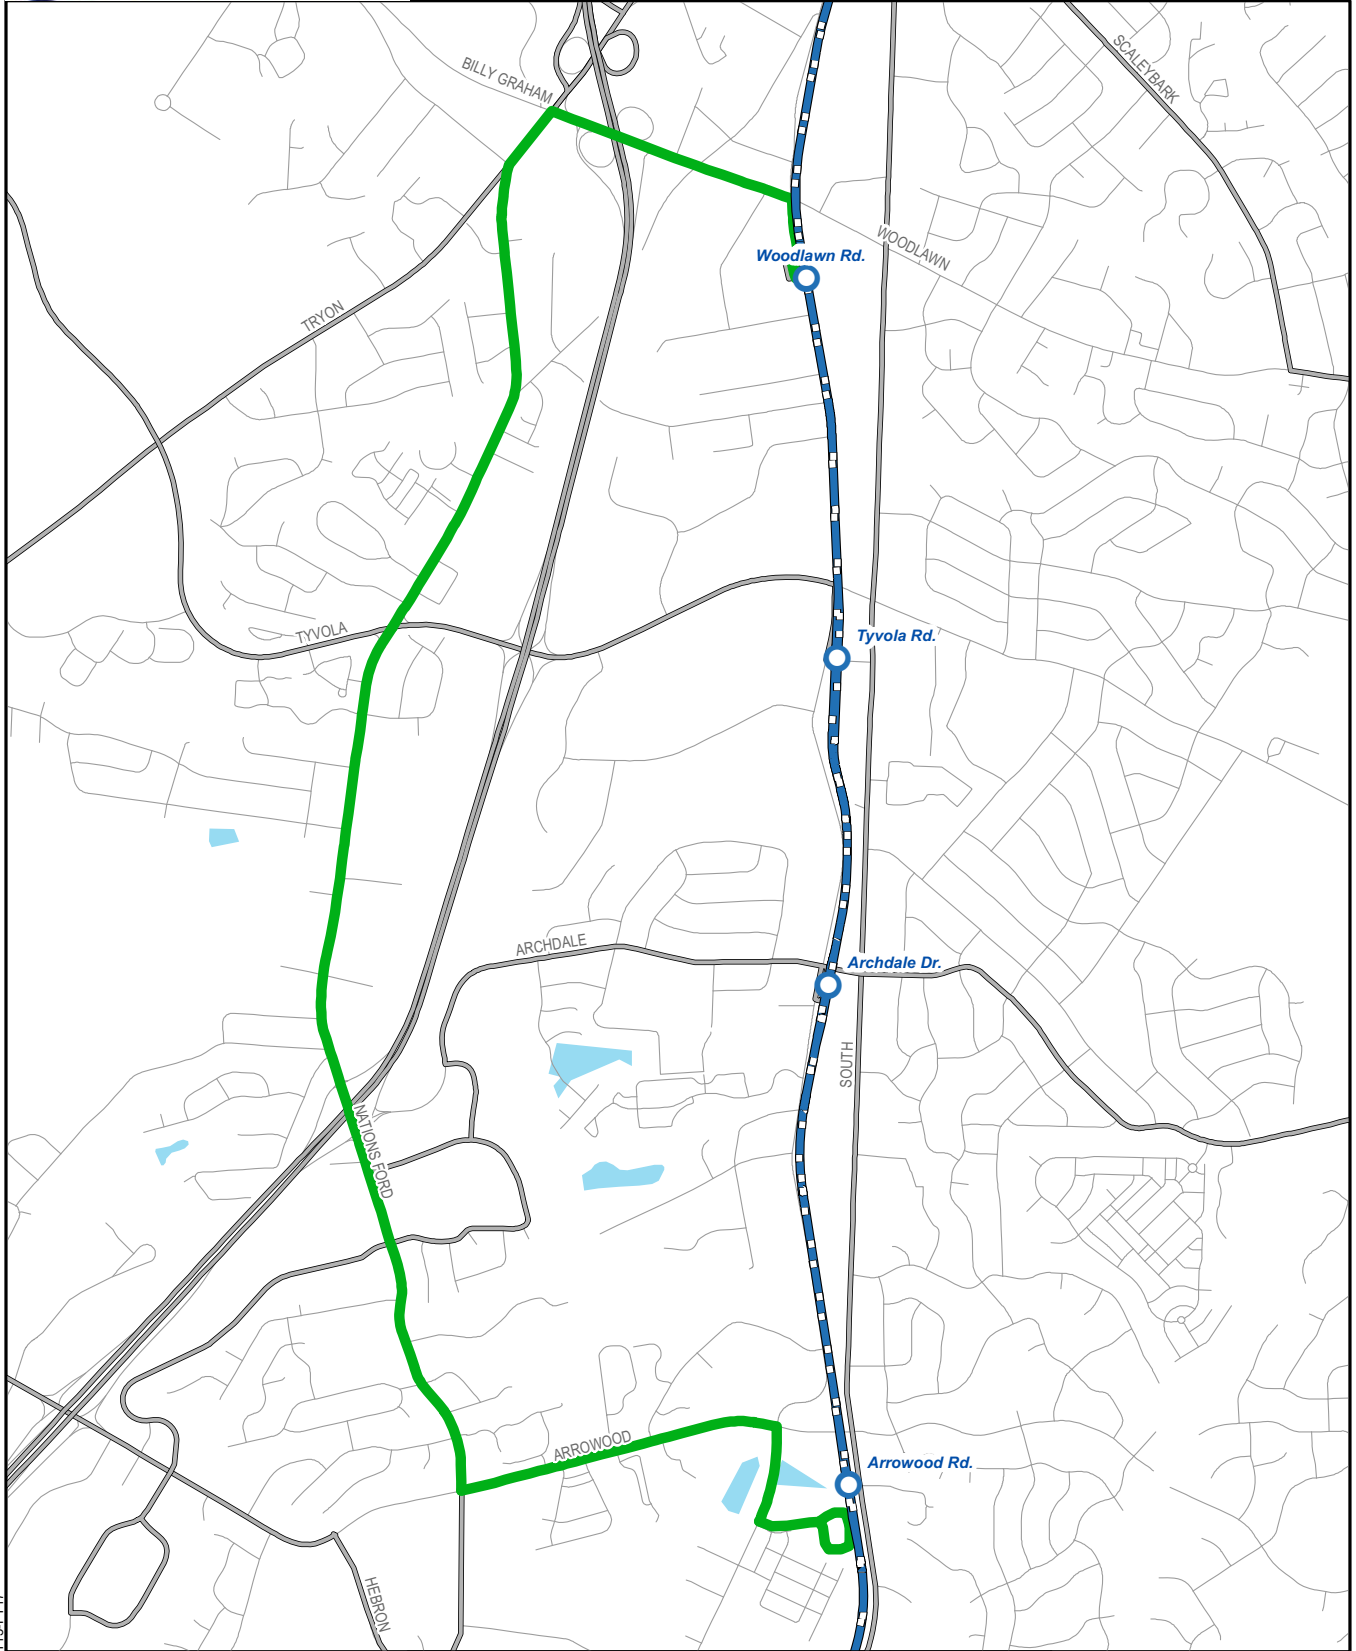 SCALEYBARK
BILLY GRAHAM
WOODLAWN
Woodlawn Rd.
TRYON
TYVOLA
Tyvola Rd.
ARCHDALE
Archdale Dr.
SOUTH
NATIONS FORD
ARROWOOD
Arrowood Rd.
HEBRON